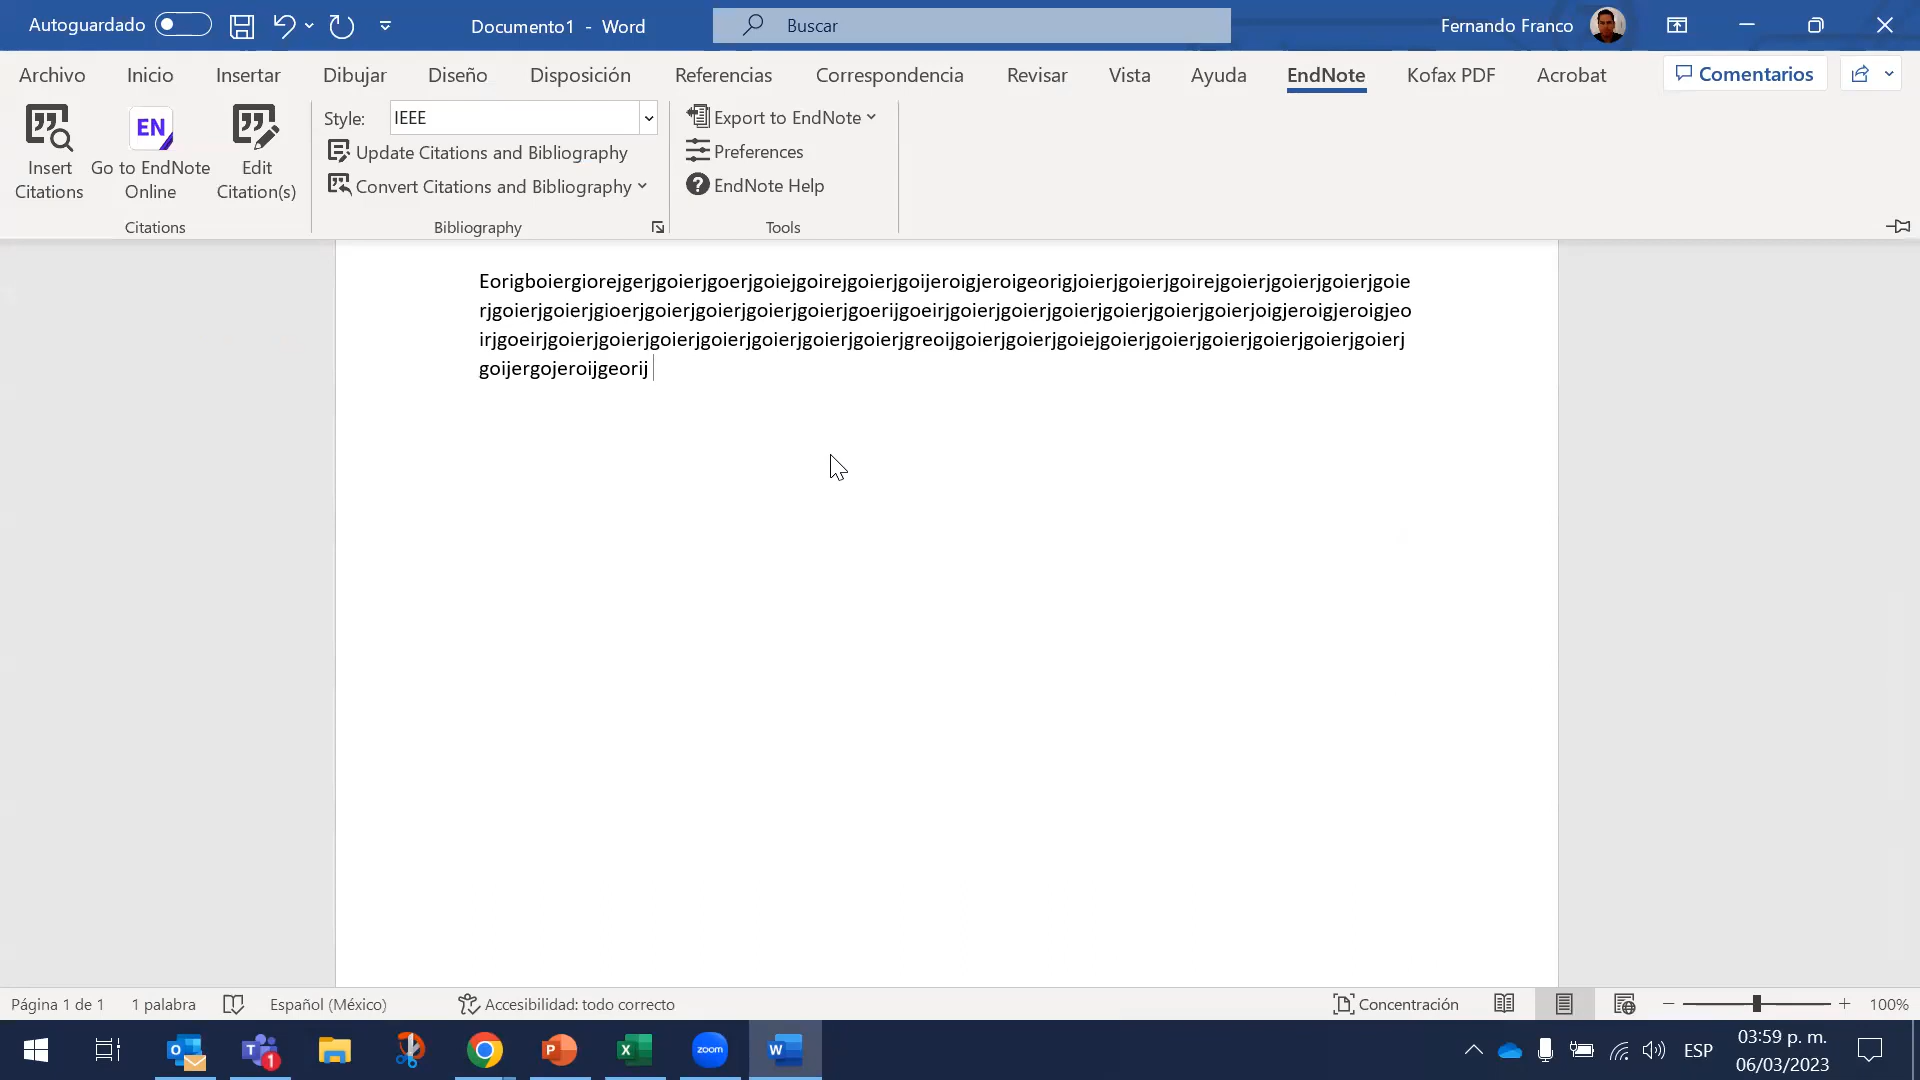 Autoguardado
Documento1 - Word
Buscar
Fernando Franco
Archivo Inicio Insertar Dibujar Diseño Disposición Referencias Correspondencia Revisar Vista Ayuda EndNote Kofax PDF Acrobat Comentarios
Insert Citations
EN
Go to EndNote Online
Edit Citation(s)
Citations
Style: IEEE
Update Citations and Bibliography
Convert Citations and Bibliography
Bibliography
Export to EndNote
Preferences
EndNote Help
Tools
Eorigboiergiorejgerjgoierjgoerjgoiejgoirejgoierjgoijeroigjeroigeorigjoierjgoierjgoirejgoierjgoierjgoierjgoie
rjgoierjgoierjgioerjgoierjgoierjgoierjgoierjgoerijgoeirjgoierjgoierjgoierjgoierjgoierjgoierjoigjeroigjeroigjeo
irjgoeirjgoierjgoierjgoierjgoierjgoierjgoierjgoierjgreoijgoierjgoierjgoiejgoierjgoierjgoierjgoierjgoierjgoierj
goijergojeroijgeorij
Página 1 de 1 1 palabra Español (México) Accesibilidad: todo correcto Concentración 100%
zoom
ESP
03:59 p. m.
06/03/2023